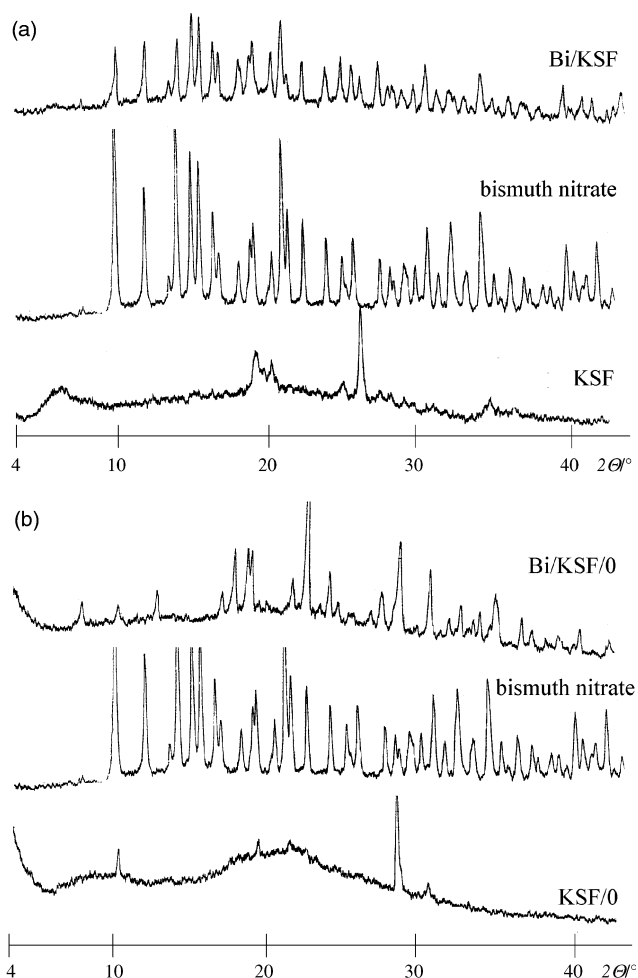 (a)
Bi/KSF
bismuth nitrate
KSF
4 10 20 30 40 2Θ/°
(b)
Bi/KSF/0
bismuth nitrate
KSF/0
4 10 20 30 40 2Θ/°